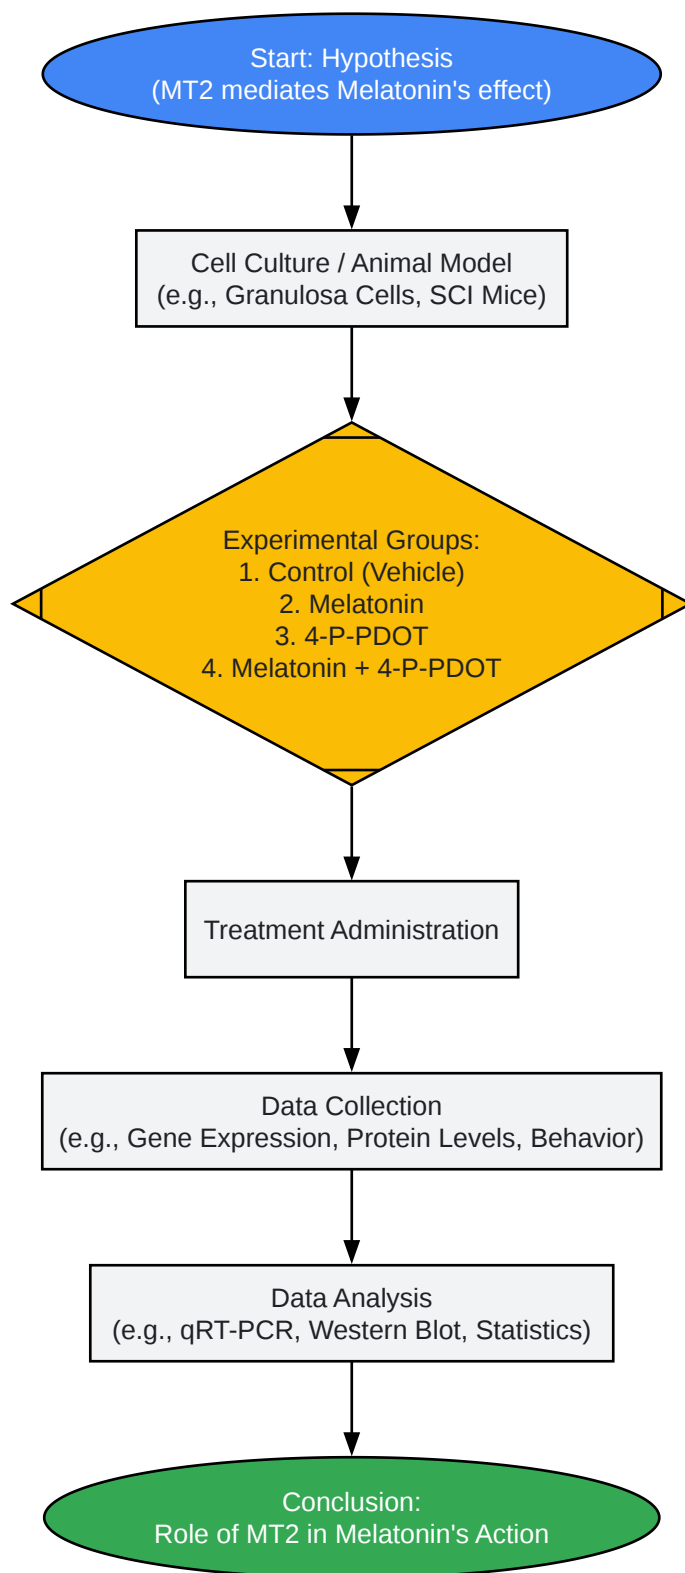 Start: Hypothesis
(MT2 mediates Melatonin's effect)
Cell Culture / Animal Model
(e.g., Granulosa Cells, SCI Mice)
Experimental Groups:
1. Control (Vehicle)
2. Melatonin
3. 4-P-PDOT
4. Melatonin + 4-P-PDOT
Treatment Administration
Data Collection
(e.g., Gene Expression, Protein Levels, Behavior)
Data Analysis
(e.g., qRT-PCR, Western Blot, Statistics)
Conclusion:
Role of MT2 in Melatonin's Action